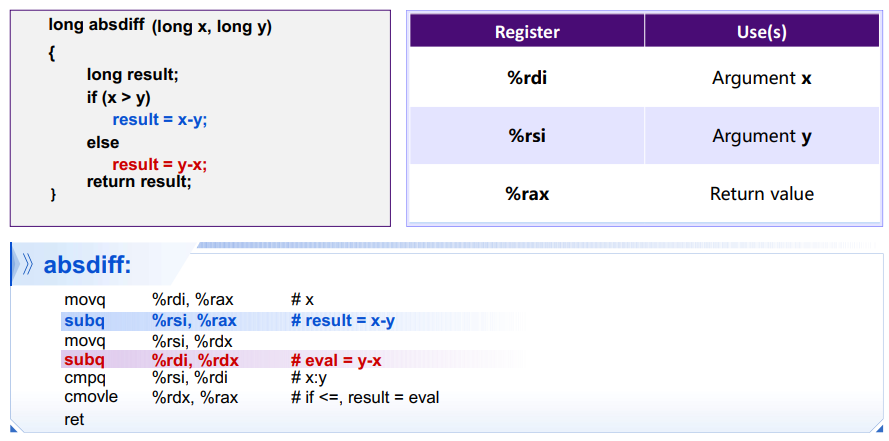 long absdiff (long x, long y)
{
long result;
if (x > y)
result = x-y;
else
result = y-x;
return result;
}
Register Use(s)
%rdi Argument x
%rsi Argument y
%rax Return value
absdiff:
movq %rdi, %rax # x
subq %rsi, %rax # result = x-y
movq %rsi, %rdx
subq %rdi, %rdx # eval = y-x
cmpq %rsi, %rdi # x:y
cmovle %rdx, %rax # if <=, result = eval
ret